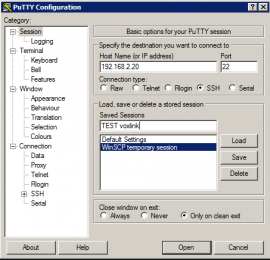 PuTTY Configuration
Category:
Session
Logging
Terminal
Keyboard
Bell
Features
Window
Appearance
Behaviour
Translation
Selection
Colours
Connection
Data
Proxy
Telnet
Rlogin
SSH
Serial
Basic options for your PuTTY session
Specify the destination you want to connect to
Host Name (or IP address) Port
192.168.2.20 22
Connection type:
Raw Telnet Rlogin SSH Serial
Load, save or delete a stored session
Saved Sessions
TEST voxlink
Default Settings
WinSCP temporary session
Load
Save
Delete
Close window on exit:
Always Never Only on clean exit
About Help Open Cancel